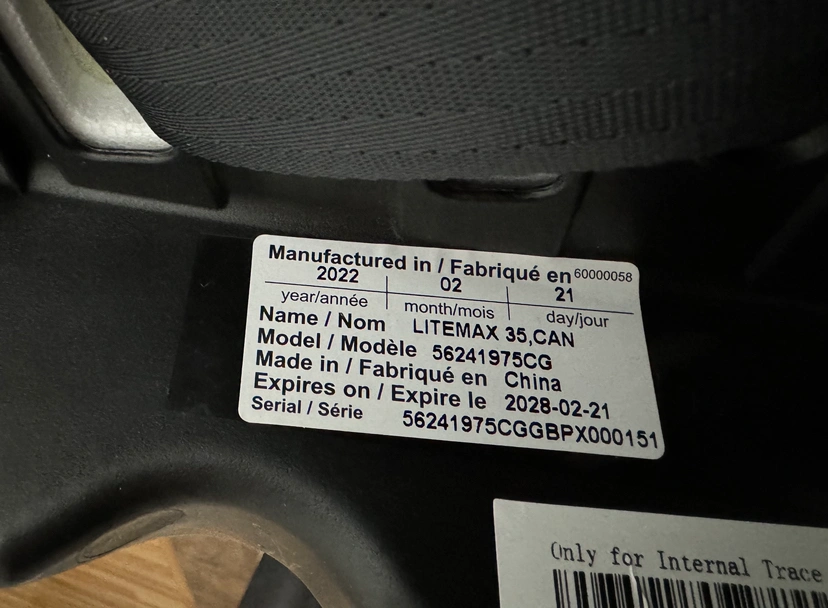 Manufactured in / Fabriqué en 60000058
2022 02 21
year/année month/mois day/jour
Name / Nom LITEMAX 35,CAN
Model / Modèle 56241975CG
Made in / Fabriqué en China
Expires on / Expire le 2028-02-21
Serial / Série 56241975CGGBPX000151
Only for Internal Trace